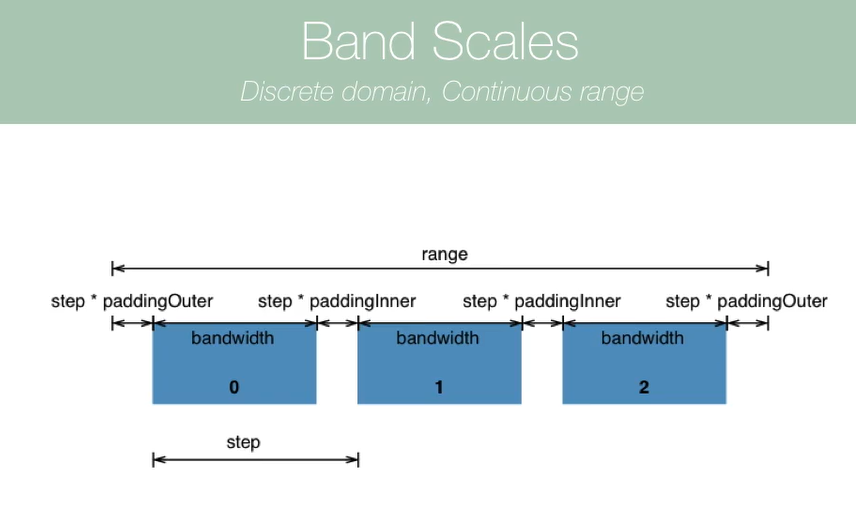 Band Scales
Discrete domain, Continuous range
range
step * paddingOuter step * paddingInner step * paddingInner step * paddingOuter
bandwidth bandwidth bandwidth
0 1 2
step